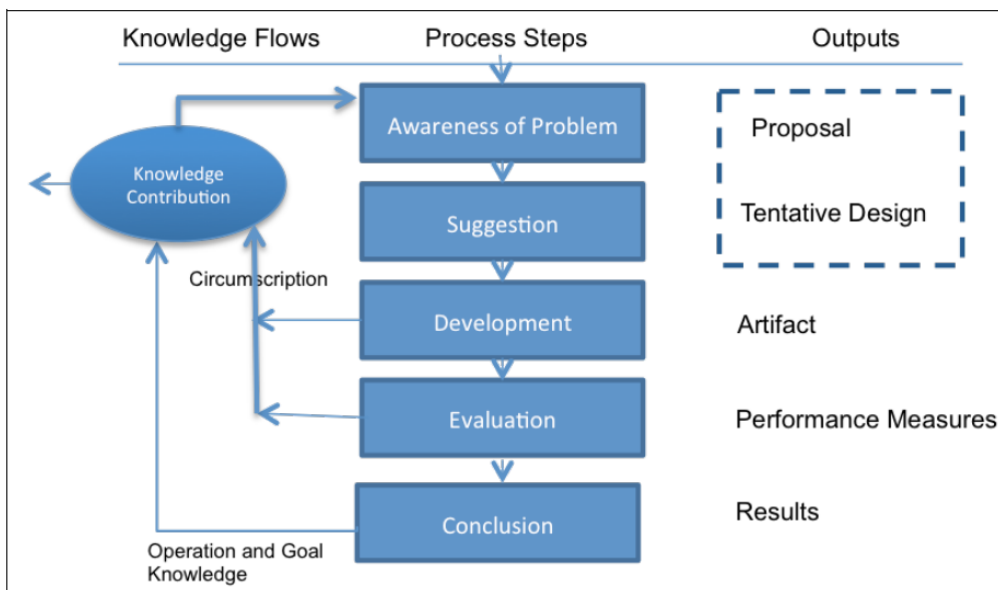 Knowledge Flows
Process Steps
Outputs
Awareness of Problem
Proposal
Knowledge
Contribution
Suggestion
Tentative Design
Circumscription
Development
Artifact
Evaluation
Performance Measures
Conclusion
Results
Operation and Goal
Knowledge